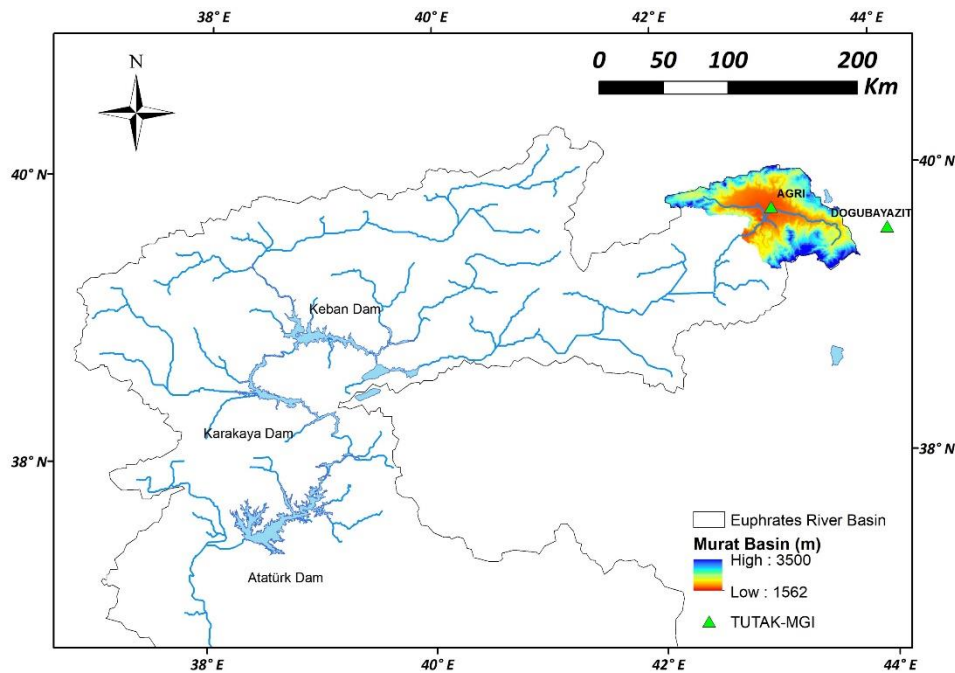 38° E
40° E
42° E
44° E
N
0 50 100 200
Km
40° N
40° N
AGRI
DOGUBAYAZIT
Keban Dam
Karakaya Dam
38° N
38° N
Atatürk Dam
Euphrates River Basin
Murat Basin (m)
High : 3500
Low : 1562
TUTAK-MGI
38° E
40° E
42° E
44° E